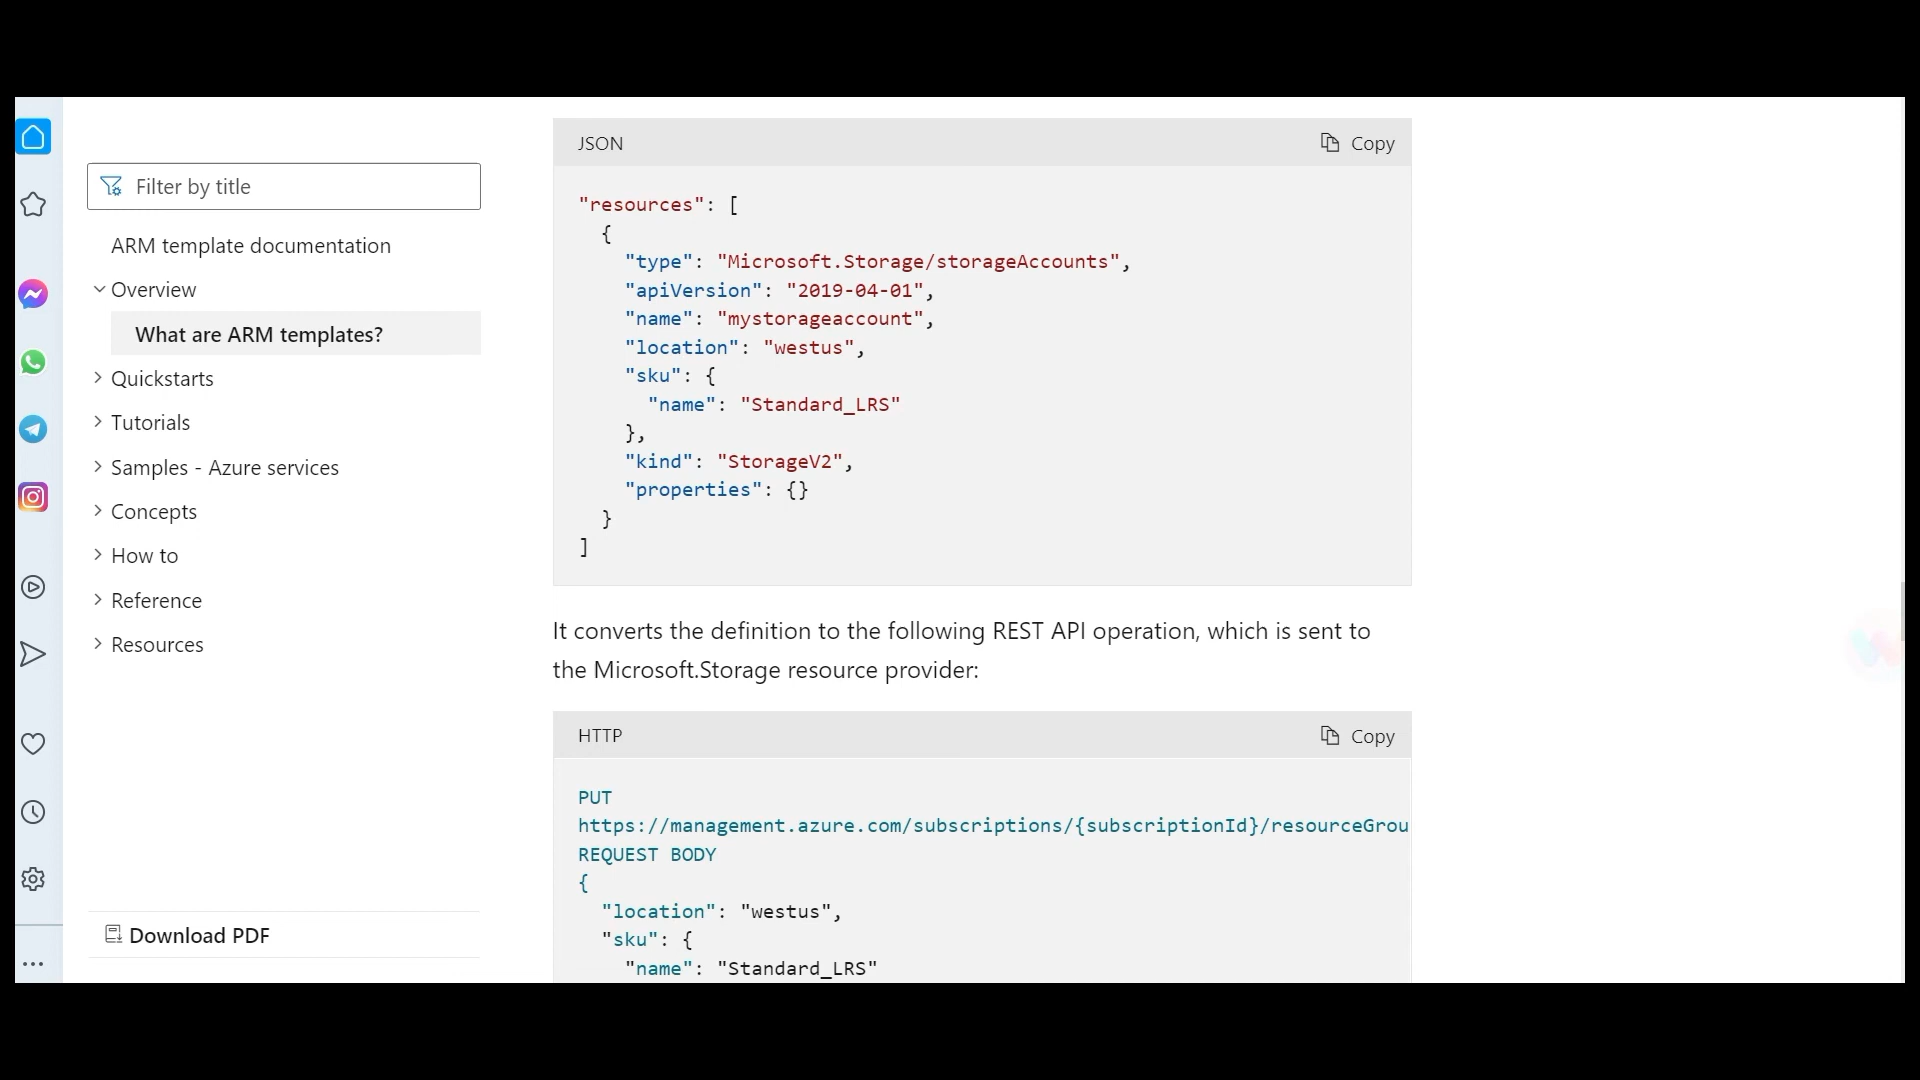 Filter by title
ARM template documentation
Overview
What are ARM templates?
Quickstarts
Tutorials
Samples - Azure services
Concepts
How to
Reference
Resources
Download PDF
JSON
Copy
"resources": [
  {
    "type": "Microsoft.Storage/storageAccounts",
    "apiVersion": "2019-04-01",
    "name": "mystorageaccount",
    "location": "westus",
    "sku": {
      "name": "Standard_LRS"
    },
    "kind": "StorageV2",
    "properties": {}
  }
]
It converts the definition to the following REST API operation, which is sent to
the Microsoft.Storage resource provider:
HTTP
Copy
PUT
https://management.azure.com/subscriptions/{subscriptionId}/resourceGrou
REQUEST BODY
{
  "location": "westus",
  "sku": {
    "name": "Standard_LRS"